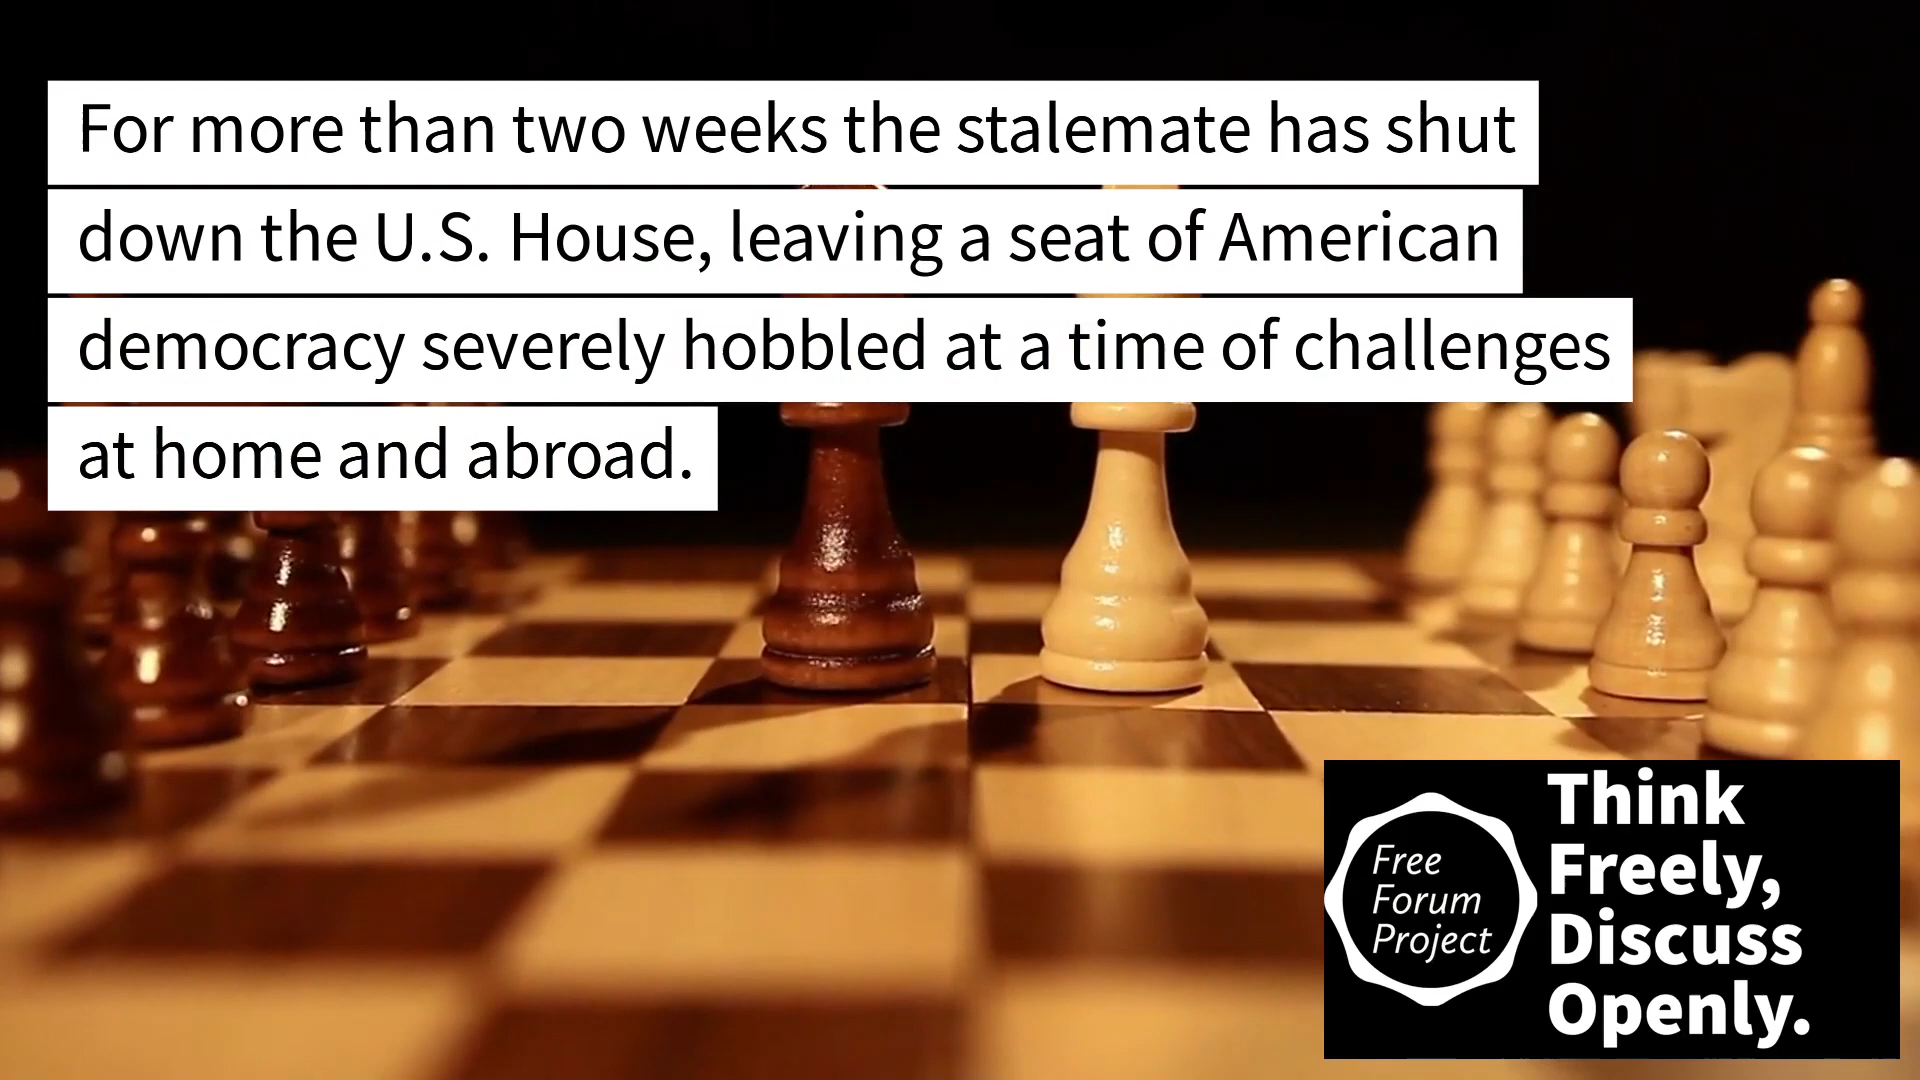 For more than two weeks the stalemate has shut
down the U.S. House, leaving a seat of American
democracy severely hobbled at a time of challenges
at home and abroad.
Free
Forum
Project
Think
Freely,
Discuss
Openly.